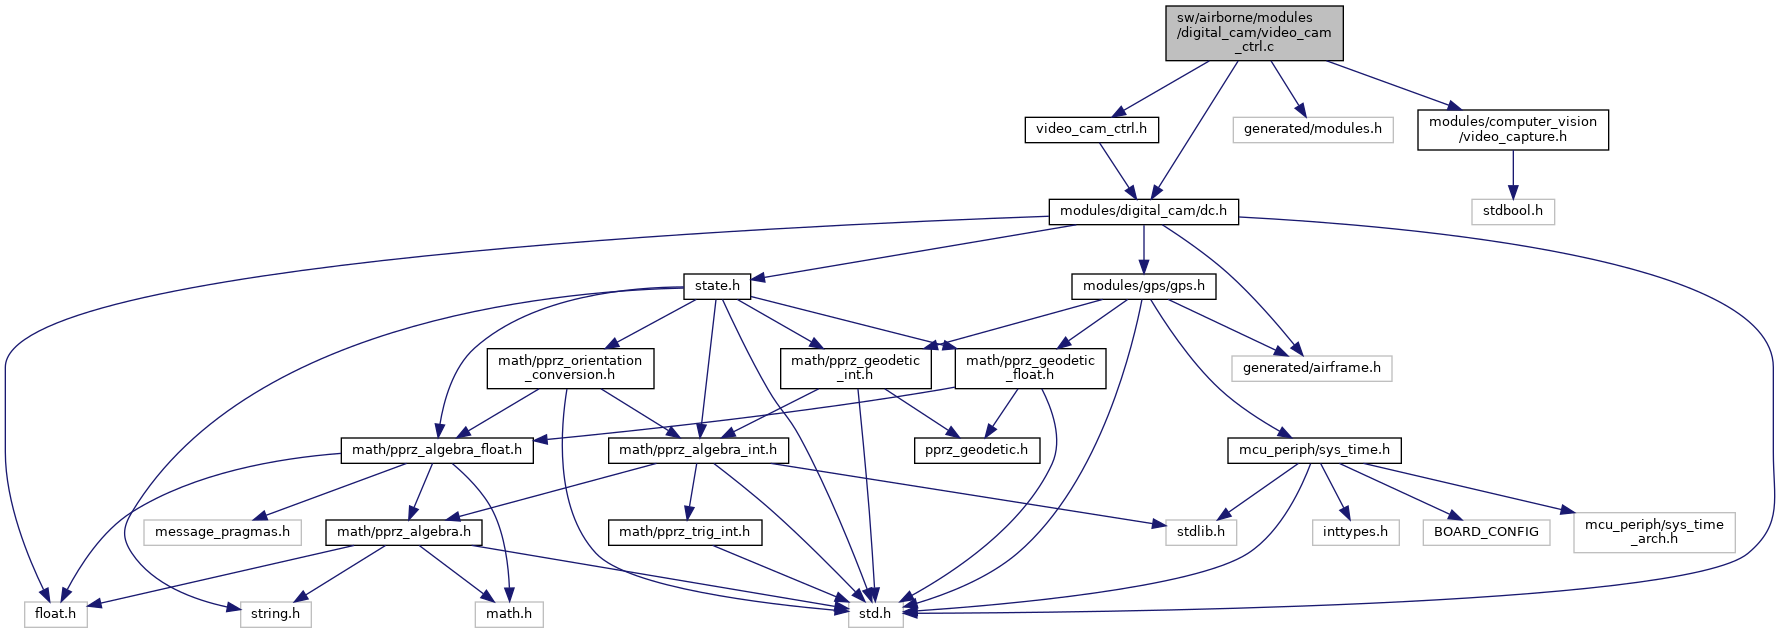 sw/airborne/modules
/digital_cam/video_cam
_ctrl.c
video_cam_ctrl.h
generated/modules.h
modules/computer_vision
/video_capture.h
modules/digital_cam/dc.h
stdbool.h
state.h
modules/gps/gps.h
math/pprz_orientation
_conversion.h
math/pprz_geodetic
_int.h
math/pprz_geodetic
_float.h
generated/airframe.h
math/pprz_algebra_float.h
math/pprz_algebra_int.h
pprz_geodetic.h
mcu_periph/sys_time.h
message_pragmas.h
math/pprz_algebra.h
math/pprz_trig_int.h
stdlib.h
inttypes.h
BOARD_CONFIG
mcu_periph/sys_time
_arch.h
float.h
string.h
math.h
std.h